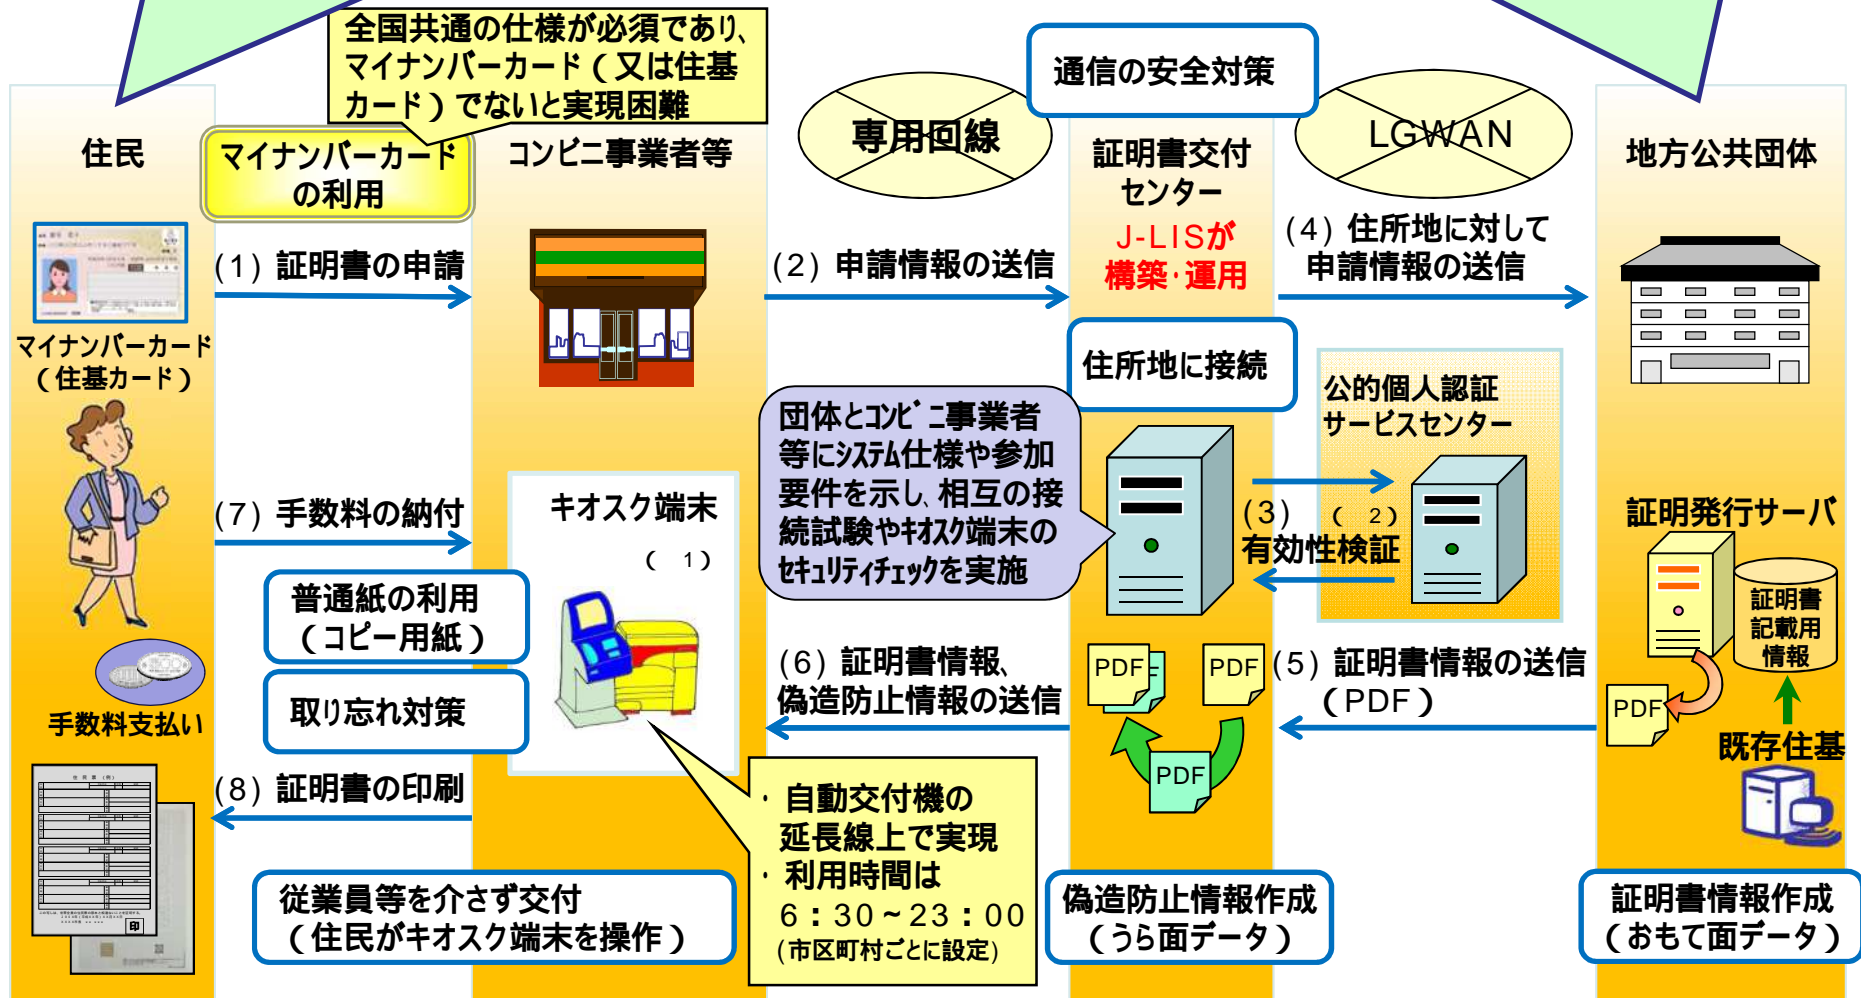 全国共通の仕様が必須であり、
マイナンバーカード（又は住基
カード）でないと実現困難
通信の安全対策
住民
マイナンバーカード
の利用
コンビニ事業者等
専用回線
証明書交付
センター
J-LISが
構築・運用
LGWAN
地方公共団体
(1) 証明書の申請
(2) 申請情報の送信
(4) 住所地に対して
申請情報の送信
マイナンバーカード
（住基カード）
住所地に接続
公的個人認証
サービスセンター
団体とコンビニ事業者
等にシステム仕様や参加
要件を示し、相互の接
続試験やキオスク端末の
セキュリティチェックを実施
(3) ( 2)
有効性検証
(7) 手数料の納付
キオスク端末
( 1)
証明発行サーバ
証明書
記載用
情報
普通紙の利用
（コピー用紙）
取り忘れ対策
手数料支払い
(6) 証明書情報、
偽造防止情報の送信
PDF
PDF
PDF
(5) 証明書情報の送信
（PDF）
PDF
既存住基
(8) 証明書の印刷
・自動交付機の
延長線上で実現
・利用時間は
6：30~23：00
(市区町村ごとに設定)
従業員等を介さず交付
（住民がキオスク端末を操作）
偽造防止情報作成
（うら面データ）
証明書情報作成
（おもて面データ）
印